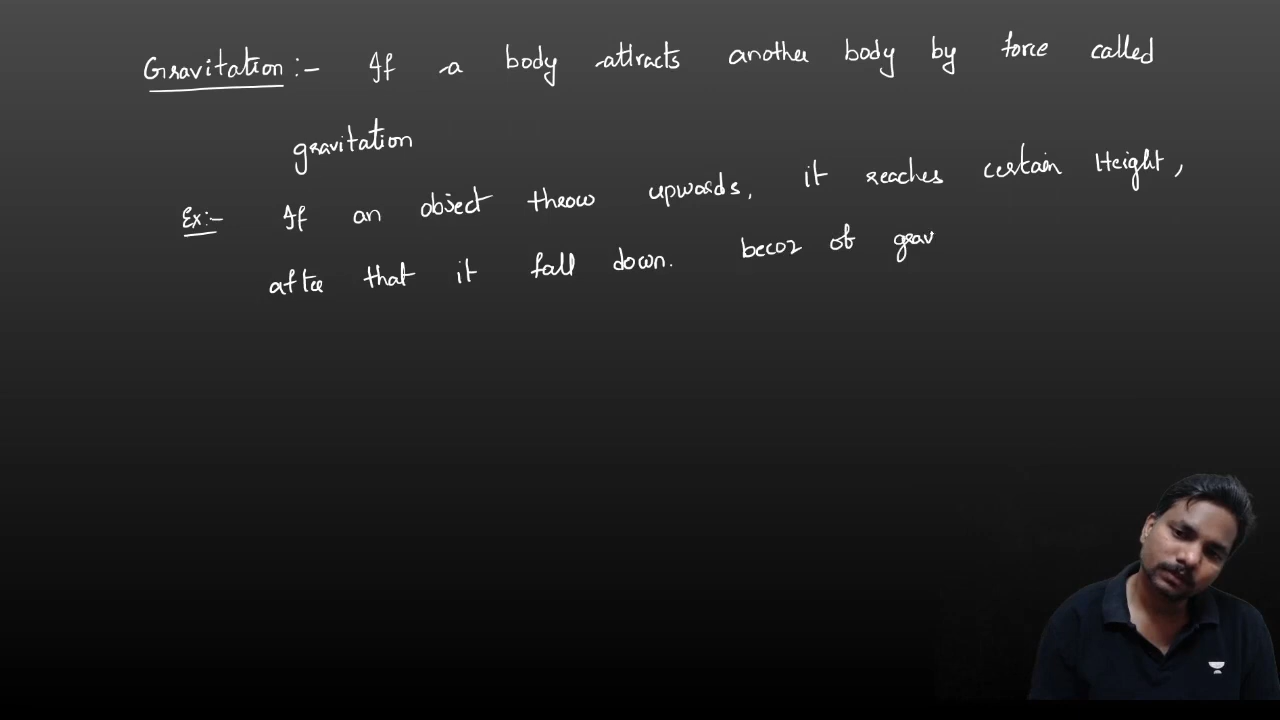 Gravitation :- If a body attracts another body by force called
gravitation
Ex:- If an object throw upwards, it reaches certain Height,
after that it fall down. becoz of grav